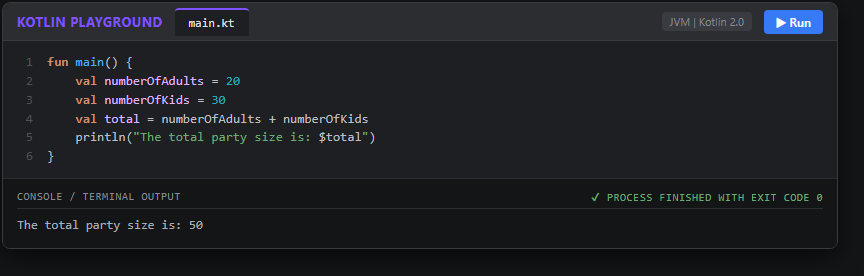 KOTLIN PLAYGROUND main.kt JVM | Kotlin 2.0 ▶ Run
1 fun main() {
2     val numberOfAdults = 20
3     val numberOfKids = 30
4     val total = numberOfAdults + numberOfKids
5     println("The total party size is: $total")
6 }
CONSOLE / TERMINAL OUTPUT ✓ PROCESS FINISHED WITH EXIT CODE 0
The total party size is: 50